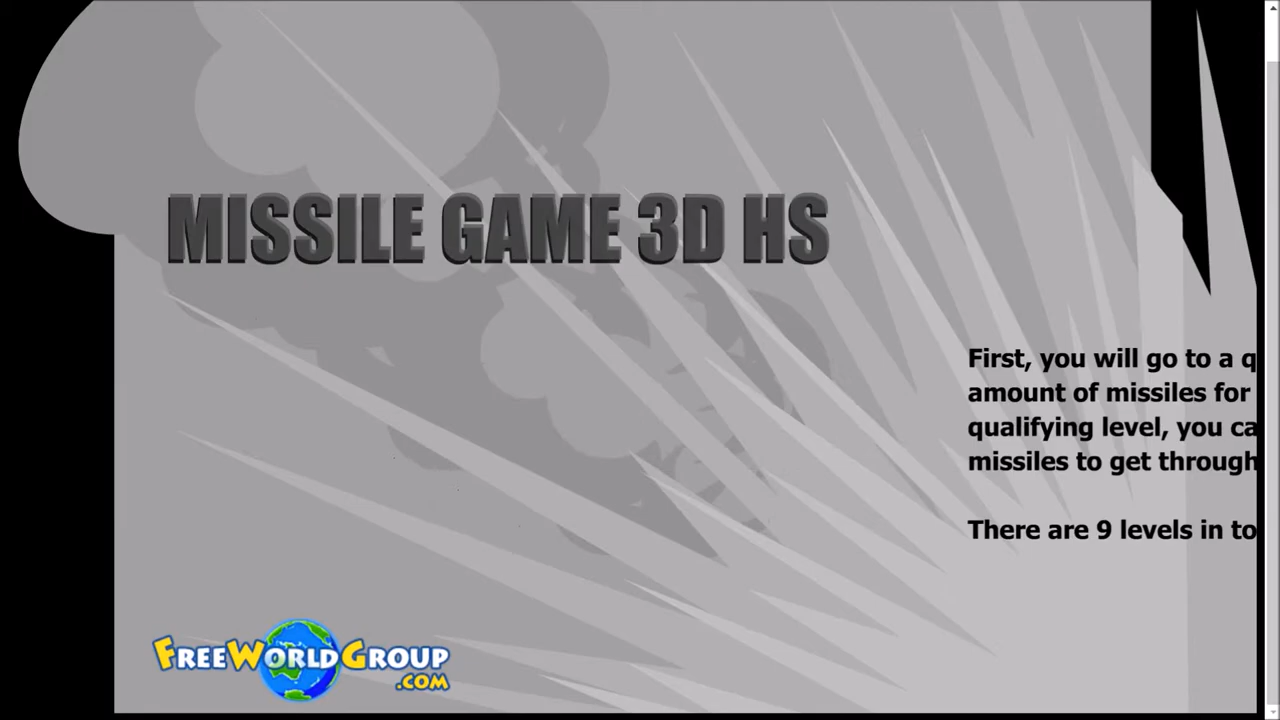 MISSILE GAME 3D HS
First, you will go to a q
amount of missiles for
qualifying level, you ca
missiles to get through
There are 9 levels in to
FREEWORLDGROUP
.COM